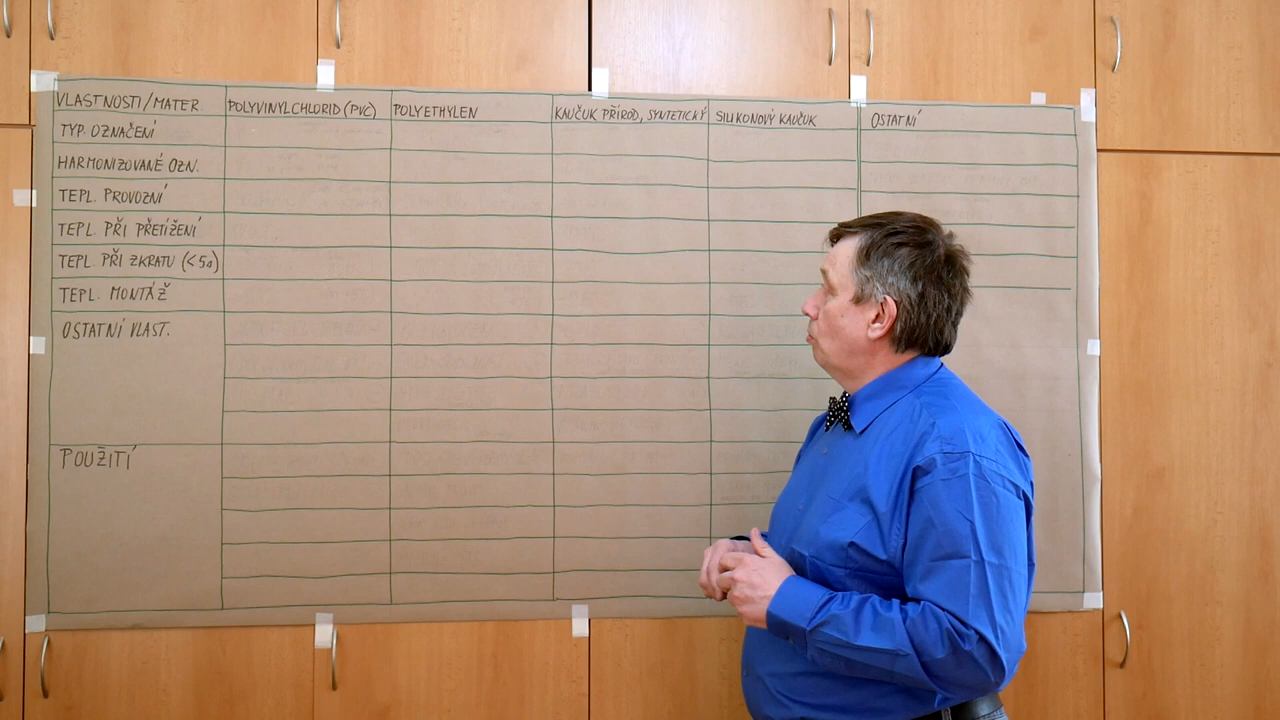 VLASTNOSTI/MATER. POLYVINYLCHLORID (PVC) POLYETHYLEN KAUČUK PŘÍROD, SYNTETICKÝ SILIKONOVÝ KAUČUK OSTATNÍ
TYP. OZNAČENÍ
HARMONIZOVANÉ OZN.
TEPL. PROVOZNÍ
TEPL. PŘI PŘETÍŽENÍ
TEPL. PŘI ZKRATU (<5s)
TEPL. MONTÁŽ
OSTATNÍ VLAST.
POUŽITÍ